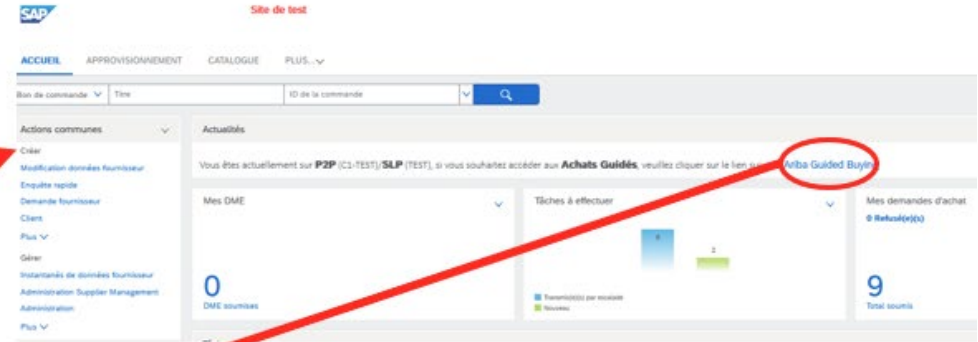 SAP
Site de test
ACCUEIL APPROVISIONNEMENT CATALOGUE PLUS...
Bon de commande Titre ID de la commande
Actions communes
Créer
Modification données fournisseur
Enquête rapide
Demande fournisseur
Client
Plus
Gérer
Instantanés de données fournisseur
Administration Supplier Management
Administration
Plus
Actualités
Vous êtes actuellement sur P2P (C1-TEST)/SLP (TEST), si vous souhaitez accéder aux Achats Guidés, veuillez cliquer sur le lien Ariba Guided Buying
Mes DME
0
DME soumises
Tâches à effectuer
2
Transmis(e)(s) par escalade
Nouveau
Mes demandes d'achat
0 Refusé(e)(s)
9
Total soumis